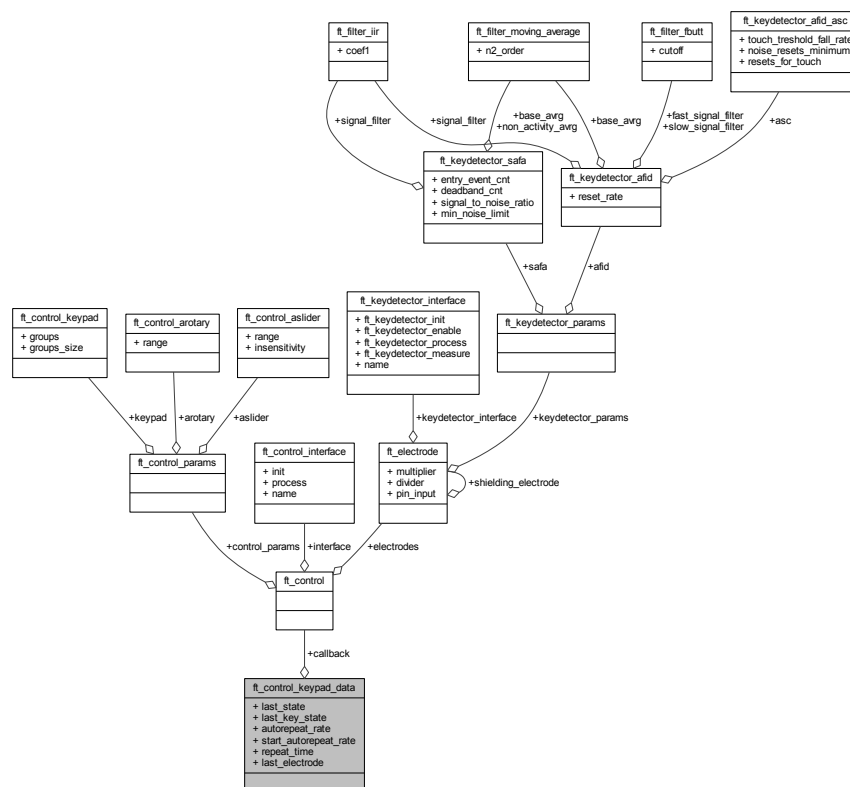 ft_filter_iir
+ coef1
ft_filter_moving_average
+ n2_order
ft_filter_fbutt
+ cutoff
ft_keydetector_afid_asc
+ touch_treshold_fall_rate
+ noise_resets_minimum
+ resets_for_touch
+signal_filter
+signal_filter
+base_avrg
+non_activity_avrg
+base_avrg
+fast_signal_filter
+slow_signal_filter
+asc
ft_keydetector_safa
+ entry_event_cnt
+ deadband_cnt
+ signal_to_noise_ratio
+ min_noise_limit
ft_keydetector_afid
+ reset_rate
+safa
+afid
ft_control_keypad
+ groups
+ groups_size
ft_control_arotary
+ range
ft_control_aslider
+ range
+ insensitivity
ft_keydetector_interface
+ ft_keydetector_init
+ ft_keydetector_enable
+ ft_keydetector_process
+ ft_keydetector_measure
+ name
ft_keydetector_params
+keypad
+arotary
+aslider
+keydetector_interface
+keydetector_params
ft_control_params
ft_control_interface
+ init
+ process
+ name
ft_electrode
+ multiplier
+ divider
+ pin_input
+shielding_electrode
+control_params
+interface
+electrodes
ft_control
+callback
ft_control_keypad_data
+ last_state
+ last_key_state
+ autorepeat_rate
+ start_autorepeat_rate
+ repeat_time
+ last_electrode